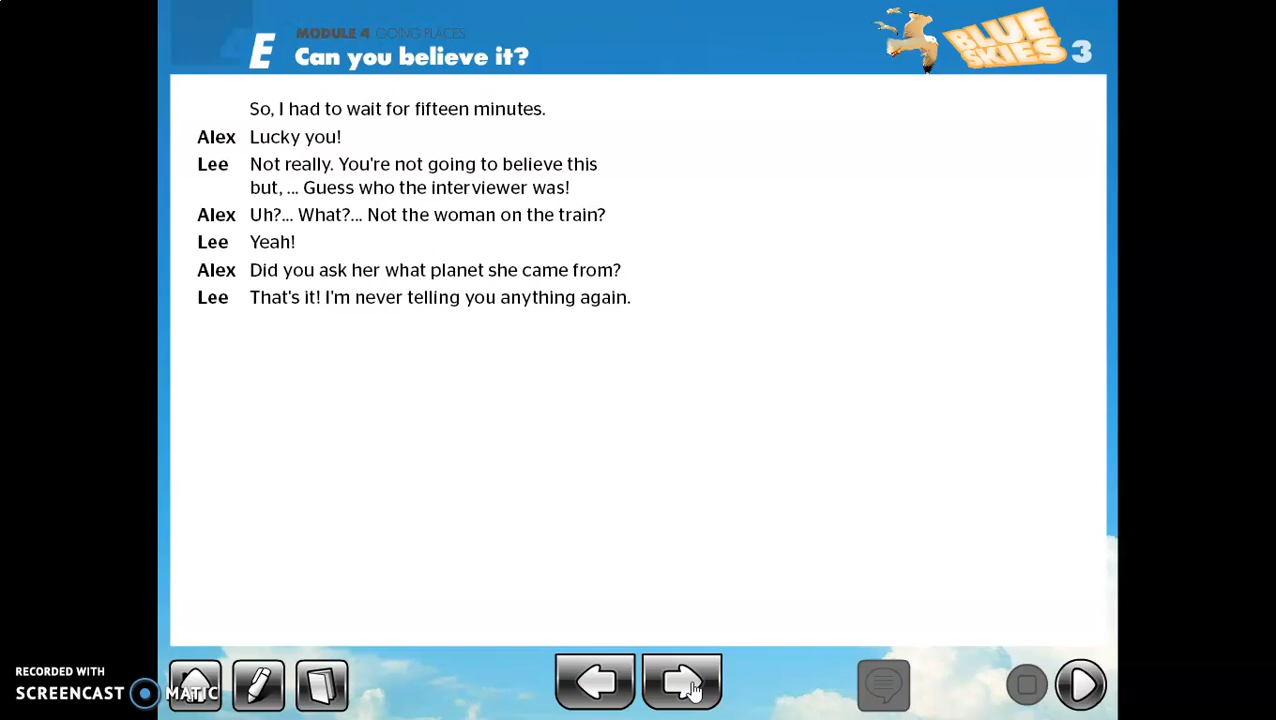 E
MODULE 4 GOING PLACES
Can you believe it?
BLUE
SKIES 3
So, I had to wait for fifteen minutes.
Alex Lucky you!
Lee Not really. You're not going to believe this
but, ... Guess who the interviewer was!
Alex Uh?... What?... Not the woman on the train?
Lee Yeah!
Alex Did you ask her what planet she came from?
Lee That's it! I'm never telling you anything again.
RECORDED WITH
SCREENCAST MATIC